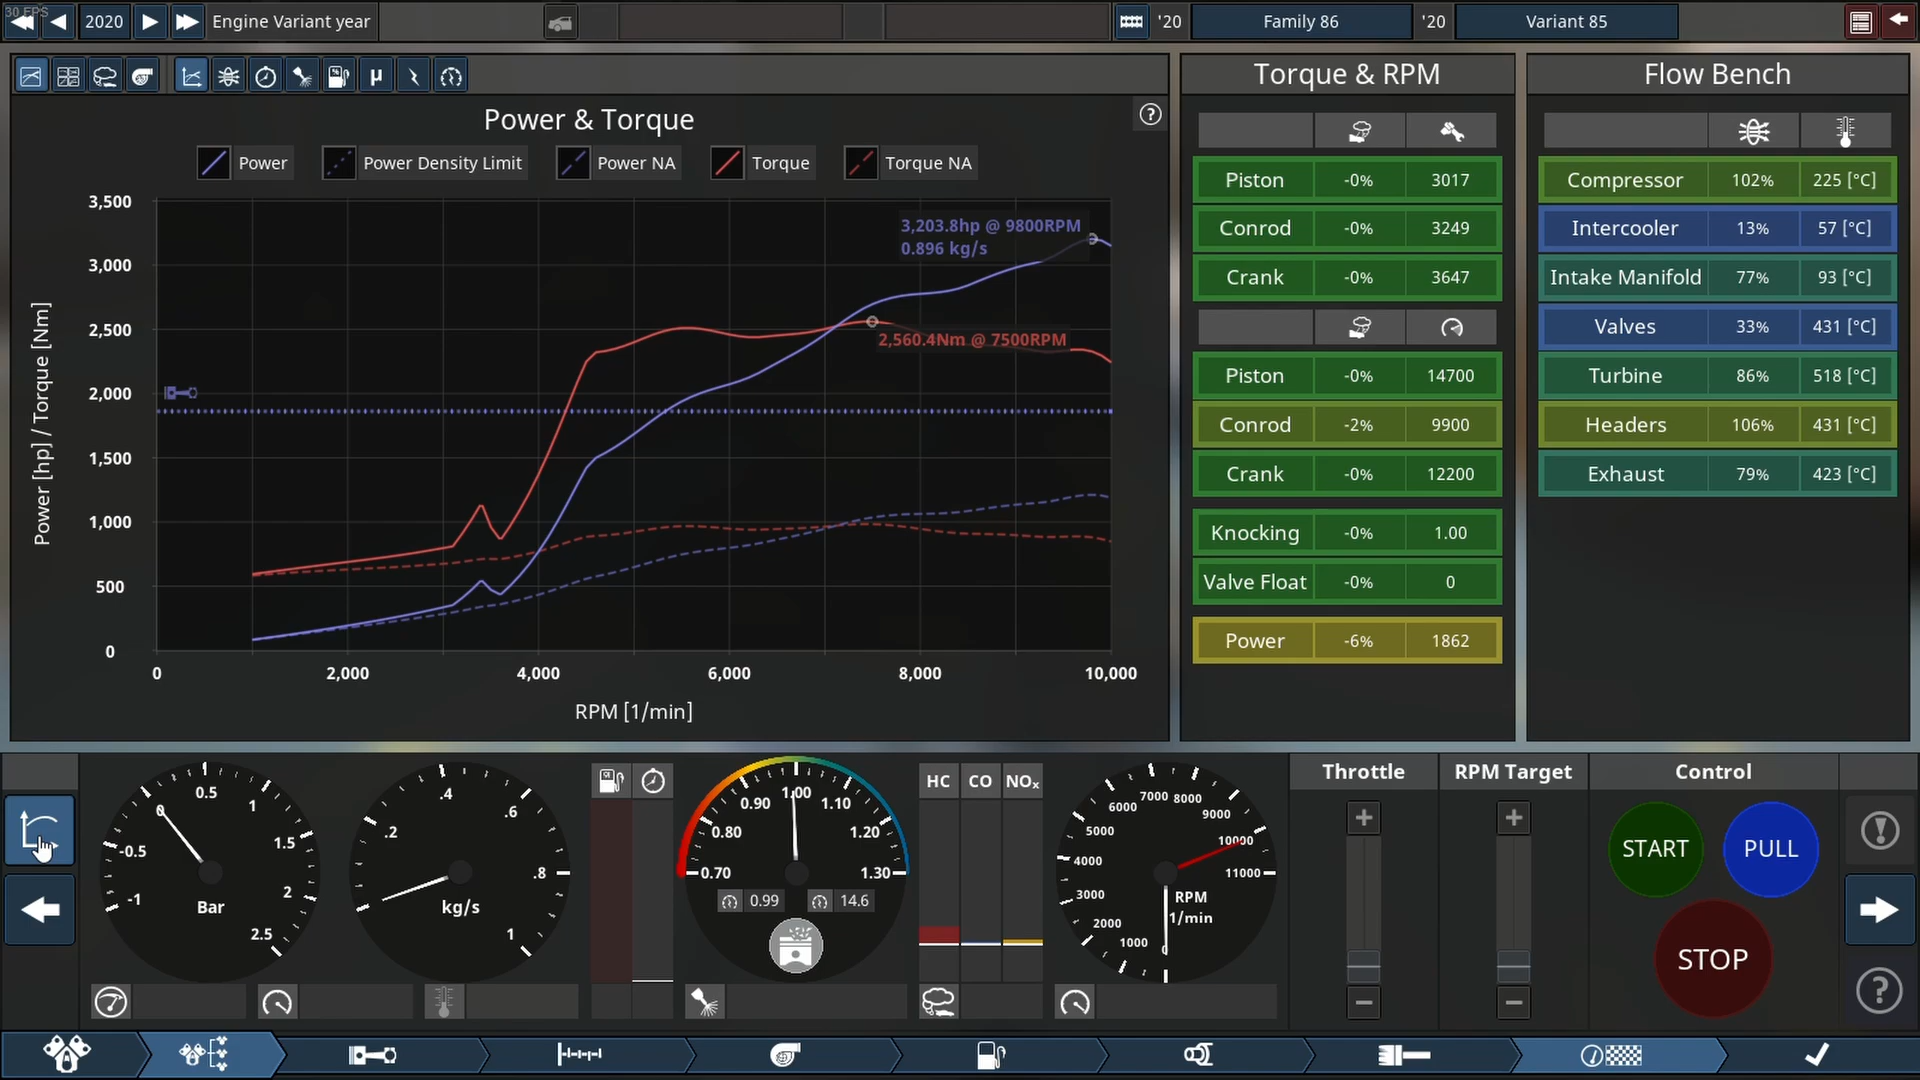 30 FPS
2020
Engine Variant year
'20
Family 86
'20
Variant 85
Power & Torque
?
Power
Power Density Limit
Power NA
Torque
Torque NA
3,500
3,000
2,500
2,000
1,500
1,000
500
0
Power [hp] / Torque [Nm]
3,203.8hp @ 9800RPM
0.896 kg/s
2,560.4Nm @ 7500RPM
0
2,000
4,000
6,000
8,000
10,000
RPM [1/min]
Torque & RPM
Piston -0% 3017
Conrod -0% 3249
Crank -0% 3647
Piston -0% 14700
Conrod -2% 9900
Crank -0% 12200
Knocking -0% 1.00
Valve Float -0% 0
Power -6% 1862
Flow Bench
Compressor 102% 225 [°C]
Intercooler 13% 57 [°C]
Intake Manifold 77% 93 [°C]
Valves 33% 431 [°C]
Turbine 86% 518 [°C]
Headers 106% 431 [°C]
Exhaust 79% 423 [°C]
-1
-0.5
0
0.5
1
1.5
2
2.5
Bar
.2
.4
.6
.8
1
kg/s
0.70
0.80
0.90
1.00
1.10
1.20
1.30
0.99
14.6
HC
CO
NOx
0
1000
2000
3000
4000
5000
6000
7000
8000
9000
10000
11000
RPM
1/min
Throttle
+
−
RPM Target
+
−
Control
START
PULL
STOP
!
?
µ